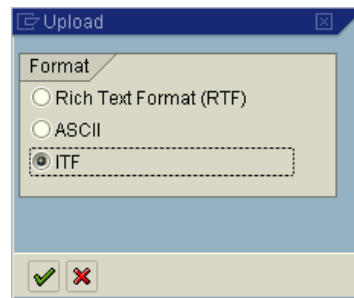 Upload
Format
Rich Text Format (RTF)
ASCII
ITF